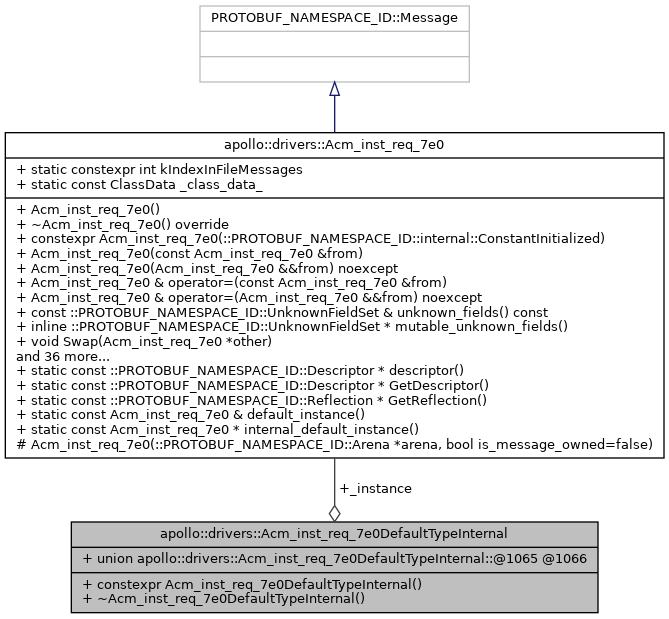 PROTOBUF_NAMESPACE_ID::Message
apollo::drivers::Acm_inst_req_7e0
+ static constexpr int kIndexInFileMessages
+ static const ClassData _class_data_
+ Acm_inst_req_7e0()
+ ~Acm_inst_req_7e0() override
+ constexpr Acm_inst_req_7e0(::PROTOBUF_NAMESPACE_ID::internal::ConstantInitialized)
+ Acm_inst_req_7e0(const Acm_inst_req_7e0 &from)
+ Acm_inst_req_7e0(Acm_inst_req_7e0 &&from) noexcept
+ Acm_inst_req_7e0 & operator=(const Acm_inst_req_7e0 &from)
+ Acm_inst_req_7e0 & operator=(Acm_inst_req_7e0 &&from) noexcept
+ const ::PROTOBUF_NAMESPACE_ID::UnknownFieldSet & unknown_fields() const
+ inline ::PROTOBUF_NAMESPACE_ID::UnknownFieldSet * mutable_unknown_fields()
+ void Swap(Acm_inst_req_7e0 *other)
and 36 more...
+ static const ::PROTOBUF_NAMESPACE_ID::Descriptor * descriptor()
+ static const ::PROTOBUF_NAMESPACE_ID::Descriptor * GetDescriptor()
+ static const ::PROTOBUF_NAMESPACE_ID::Reflection * GetReflection()
+ static const Acm_inst_req_7e0 & default_instance()
+ static const Acm_inst_req_7e0 * internal_default_instance()
# Acm_inst_req_7e0(::PROTOBUF_NAMESPACE_ID::Arena *arena, bool is_message_owned=false)
+_instance
apollo::drivers::Acm_inst_req_7e0DefaultTypeInternal
+ union apollo::drivers::Acm_inst_req_7e0DefaultTypeInternal::@1065 @1066
+ constexpr Acm_inst_req_7e0DefaultTypeInternal()
+ ~Acm_inst_req_7e0DefaultTypeInternal()